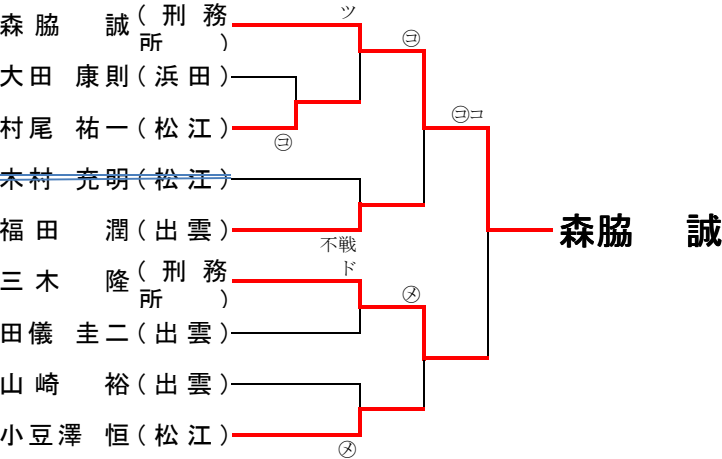 森脇 誠(刑務所)
ツ
㋙
大田 康則(浜田)
村尾 祐一(松江)
㋙
㋙コ
木村 充明(松江)
福田 潤(出雲)
不戦
森脇 誠
三木 隆(刑務所)
ド
㋱
田儀 圭二(出雲)
山崎 裕(出雲)
小豆澤 恒(松江)
㋱